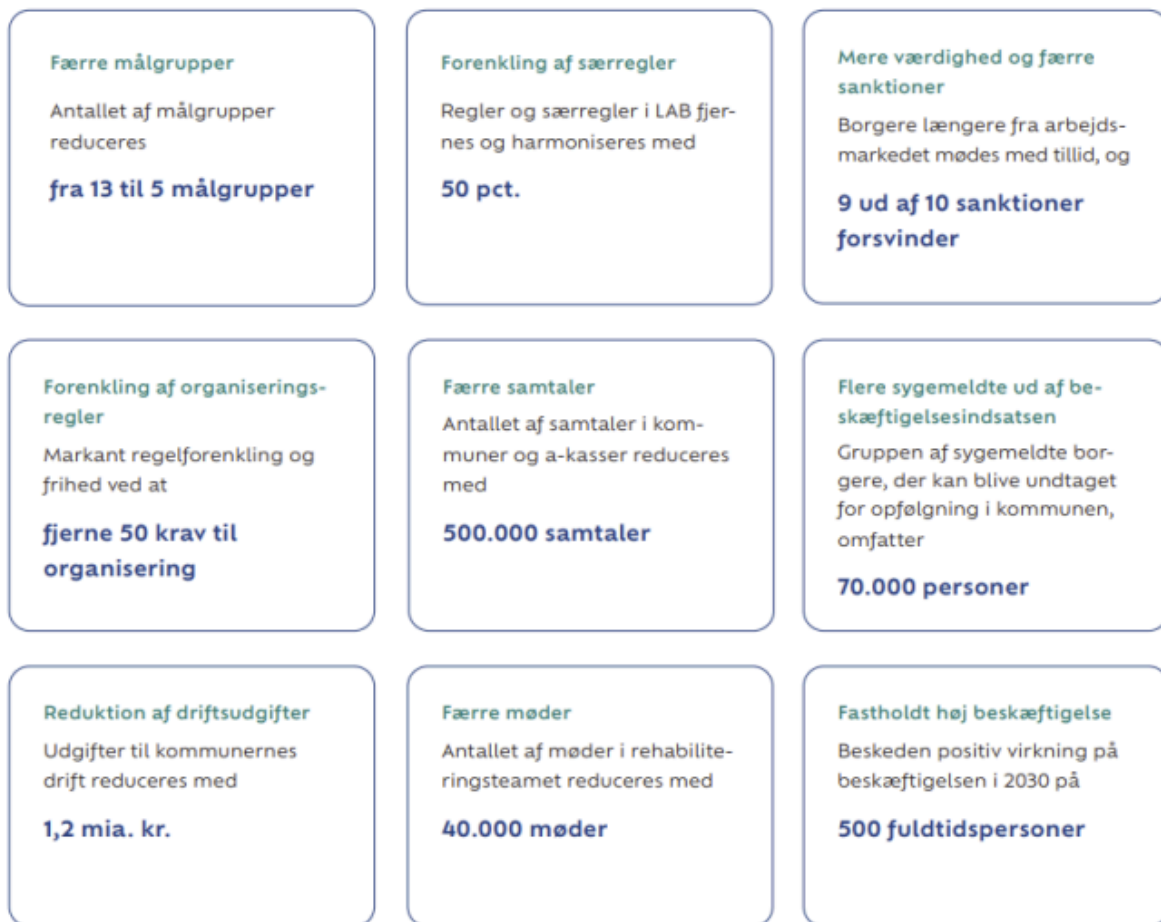 Færre målgrupper
Antallet af målgrupper
reduceres
fra 13 til 5 målgrupper
Forenkling af særregler
Regler og særregler i LAB fjer-
nes og harmoniseres med
50 pct.
Mere værdighed og færre
sanktioner
Borgere længere fra arbejds-
markedet mødes med tillid, og
9 ud af 10 sanktioner
forsvinder
Forenkling af organiserings-
regler
Markant regelforenkling og
frihed ved at
fjerne 50 krav til
organisering
Færre samtaler
Antallet af samtaler i kom-
muner og a-kasser reduceres
med
500.000 samtaler
Flere sygemeldte ud af be-
skæftigelsesindsatsen
Gruppen af sygemeldte bor-
gere, der kan blive undtaget
for opfølgning i kommunen,
omfatter
70.000 personer
Reduktion af driftsudgifter
Udgifter til kommunernes
drift reduceres med
1,2 mia. kr.
Færre møder
Antallet af møder i rehabilite-
ringsteamet reduceres med
40.000 møder
Fastholdt høj beskæftigelse
Beskeden positiv virkning på
beskæftigelsen i 2030 på
500 fuldtidspersoner